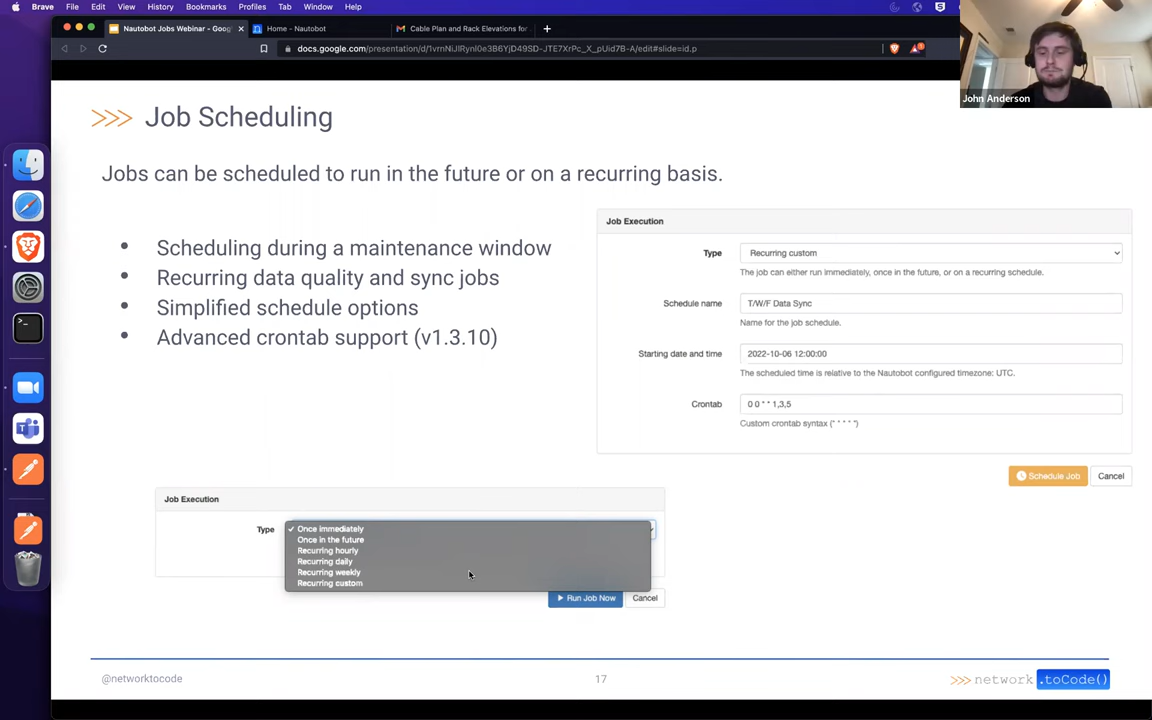 Brave File Edit View History Bookmarks Profiles Tab Window Help
Nautobot Jobs Webinar - Goog
Home - Nautobot
Cable Plan and Rack Elevations for
John Anderson
>>> Job Scheduling
Jobs can be scheduled to run in the future or on a recurring basis.
• Scheduling during a maintenance window
• Recurring data quality and sync jobs
• Simplified schedule options
• Advanced crontab support (v1.3.10)
Job Execution
Type Recurring custom
The job can either run immediately, once in the future, or on a recurring schedule.
Schedule name T/W/F Data Sync
Name for the job schedule.
Starting date and time 2022-10-06 12:00:00
The scheduled time is relative to the Nautobot configured timezone: UTC.
Crontab 0 0 * * 1,3,5
Custom crontab syntax (* * * * *)
Schedule Job Cancel
Job Execution
Type ✓ Once immediately
Once in the future
Recurring hourly
Recurring daily
Recurring weekly
Recurring custom
Run Job Now Cancel
@networktocode
17
>>> network .toCode()